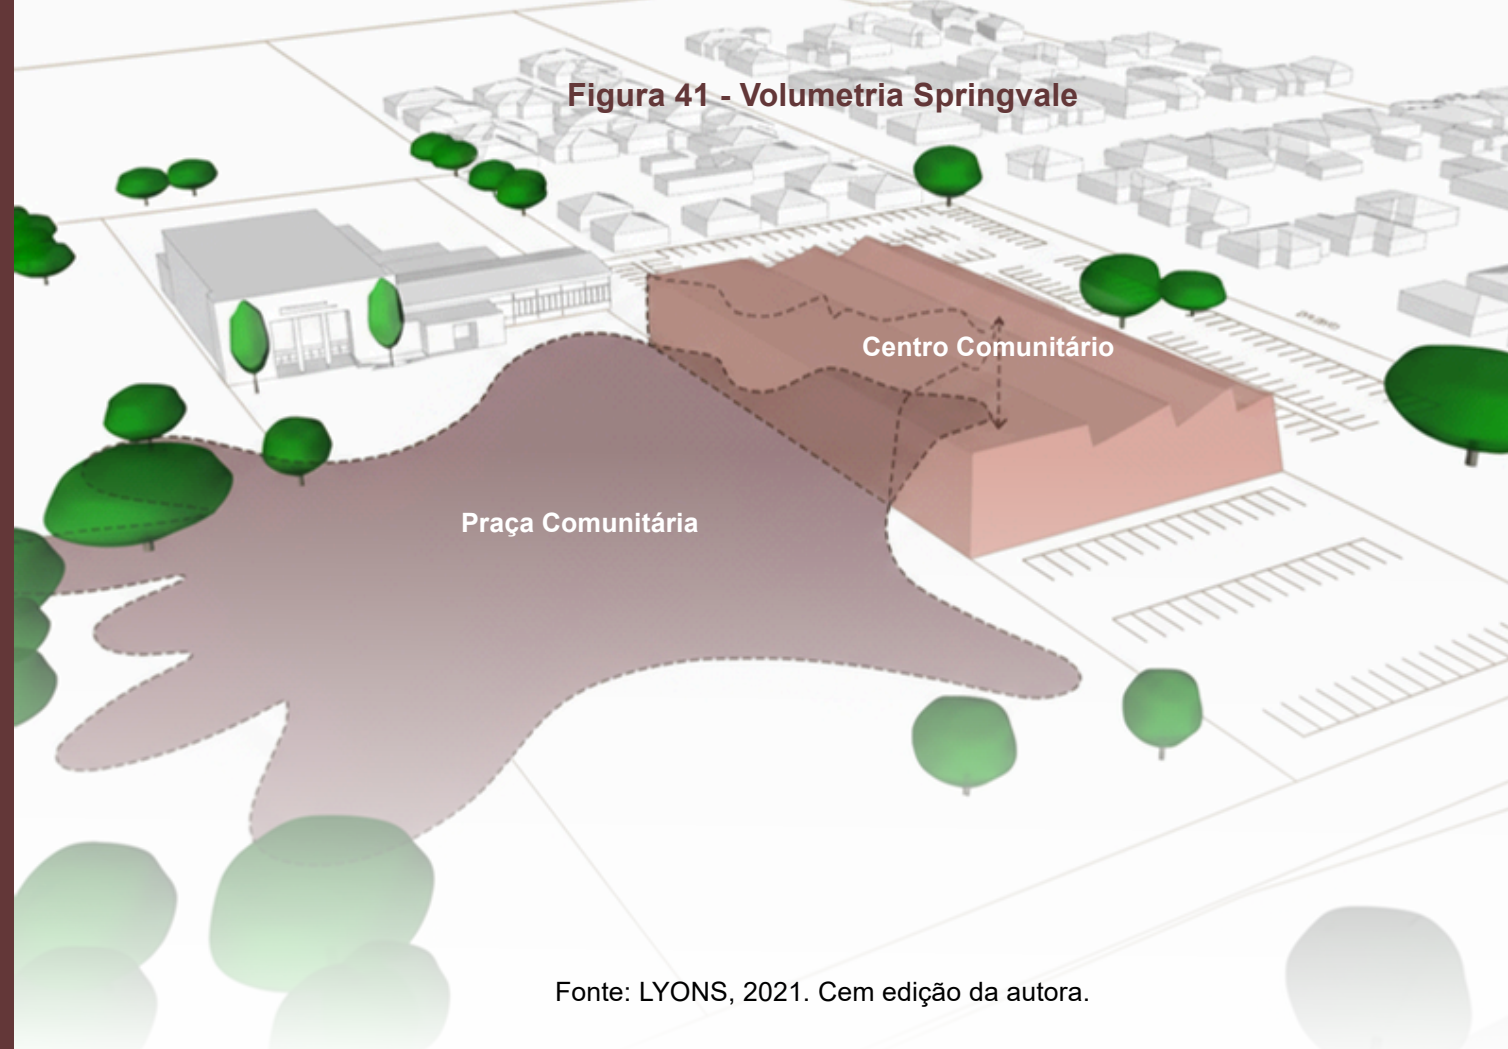 Figura 41 - Volumetria Springvale
Centro Comunitário
Praça Comunitária
Fonte: LYONS, 2021. Cem edição da autora.